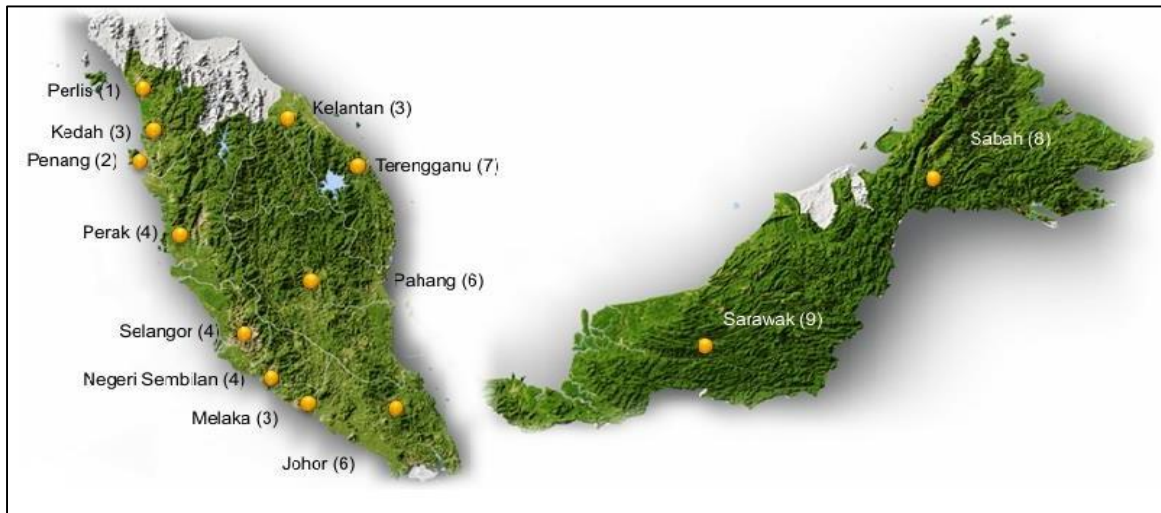 Perlis (1)
Kedah (3)
Penang (2)
Perak (4)
Selangor (4)
Negeri Sembilan (4)
Melaka (3)
Johor (6)
Kelantan (3)
Terengganu (7)
Pahang (6)
Sabah (8)
Sarawak (9)